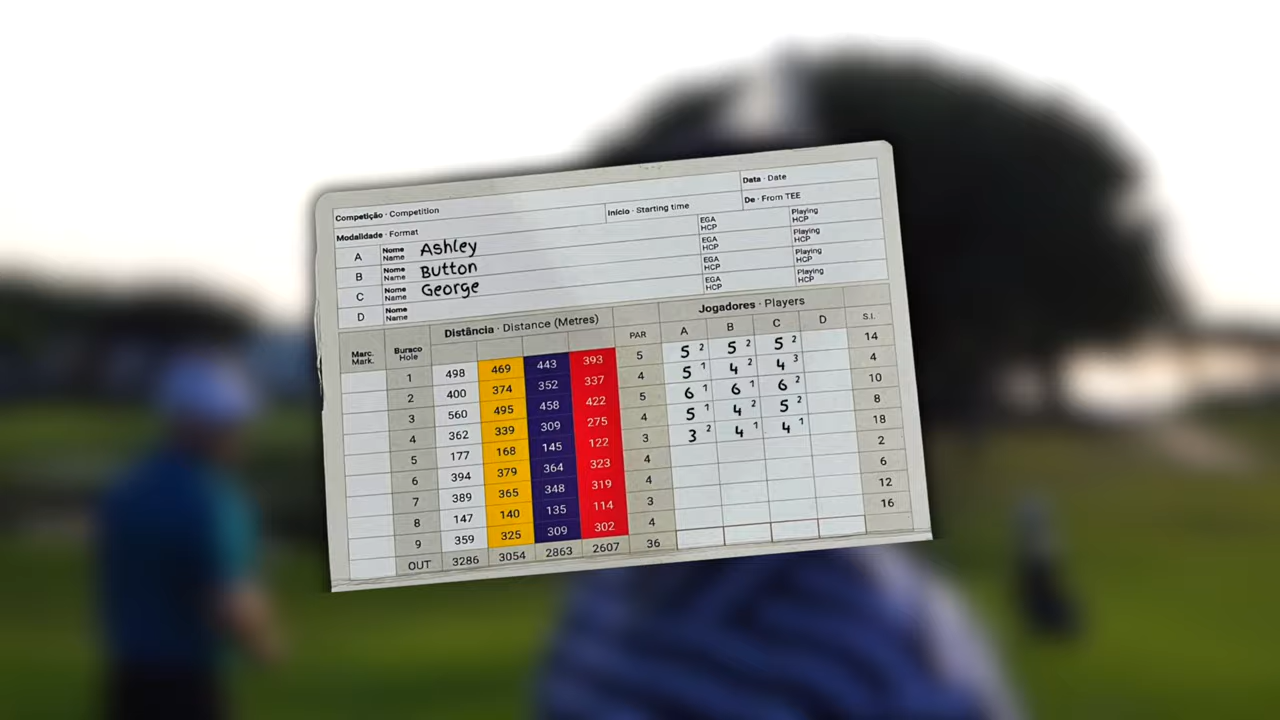 Data · Date
Competição · Competition
Início · Starting time
De · From TEE
Modalidade · Format
A Nome Name Ashley EGA HCP Playing HCP
B Nome Name Button EGA HCP Playing HCP
C Nome Name George EGA HCP Playing HCP
D Nome Name EGA HCP Playing HCP
Distância · Distance (Metres) Jogadores · Players
Marc. Mark. Buraco Hole PAR A B C D S.I.
1 498 469 443 393 5 5 2 5 2 5 2 14
2 400 374 352 337 4 5 1 4 2 4 3 4
3 560 495 458 422 5 6 1 6 1 6 2 10
4 362 339 309 275 4 5 1 4 2 5 2 8
5 177 168 145 122 3 3 2 4 1 4 1 18
6 394 379 364 323 4 2
7 389 365 348 319 4 6
8 147 140 135 114 3 12
9 359 325 309 302 4 16
OUT 3286 3054 2863 2607 36